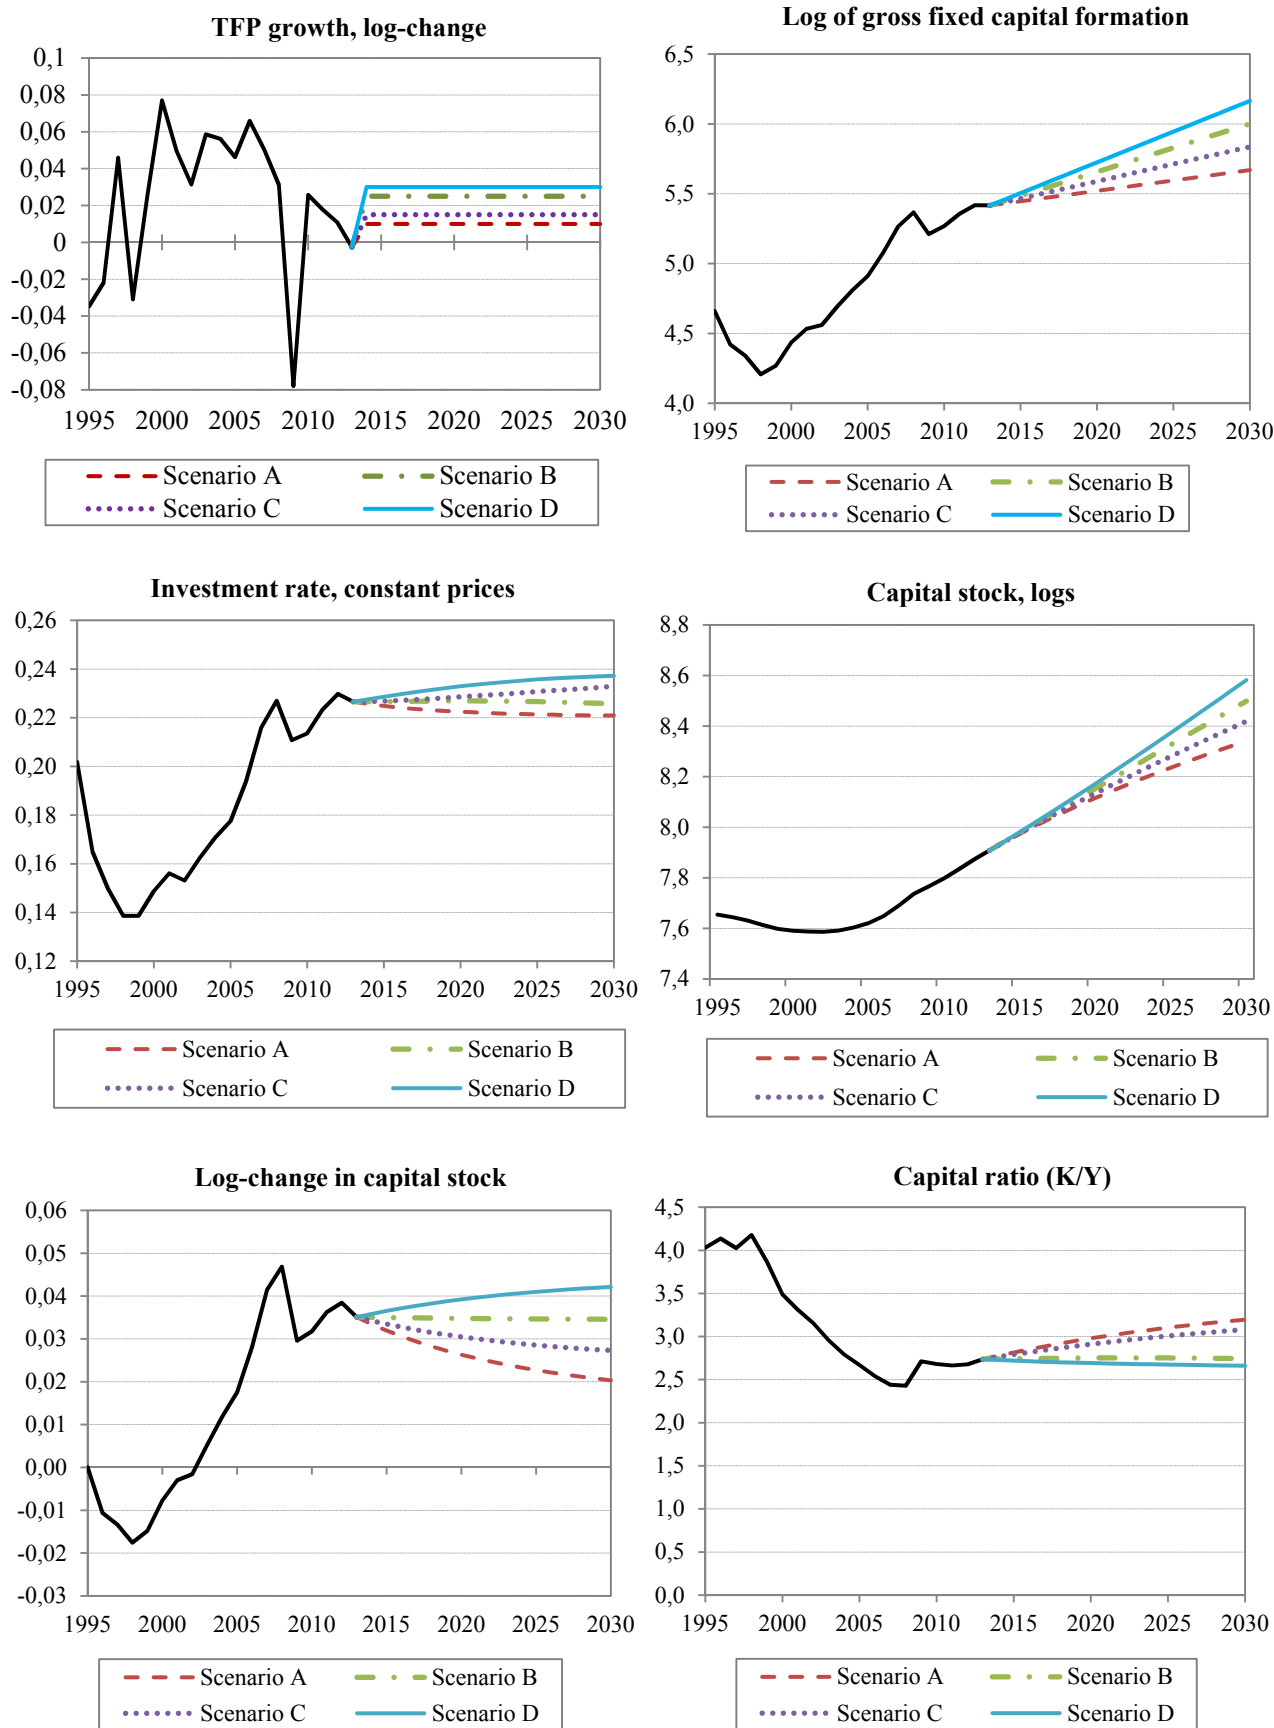 TFP growth, log-change
0,1
0,08
0,06
0,04
0,02
0
-0,02
-0,04
-0,06
-0,08
1995 2000 2005 2010 2015 2020 2025 2030
Scenario A Scenario B
Scenario C Scenario D
Log of gross fixed capital formation
6,5
6,0
5,5
5,0
4,5
4,0
1995 2000 2005 2010 2015 2020 2025 2030
Scenario A Scenario B
Scenario C Scenario D
Investment rate, constant prices
0,26
0,24
0,22
0,20
0,18
0,16
0,14
0,12
1995 2000 2005 2010 2015 2020 2025 2030
Scenario A Scenario B
Scenario C Scenario D
Capital stock, logs
8,8
8,6
8,4
8,2
8,0
7,8
7,6
7,4
1995 2000 2005 2010 2015 2020 2025 2030
Scenario A Scenario B
Scenario C Scenario D
Log-change in capital stock
0,06
0,05
0,04
0,03
0,02
0,01
0,00
-0,01
-0,02
-0,03
1995 2000 2005 2010 2015 2020 2025 2030
Scenario A Scenario B
Scenario C Scenario D
Capital ratio (K/Y)
4,5
4,0
3,5
3,0
2,5
2,0
1,5
1,0
0,5
0,0
1995 2000 2005 2010 2015 2020 2025 2030
Scenario A Scenario B
Scenario C Scenario D